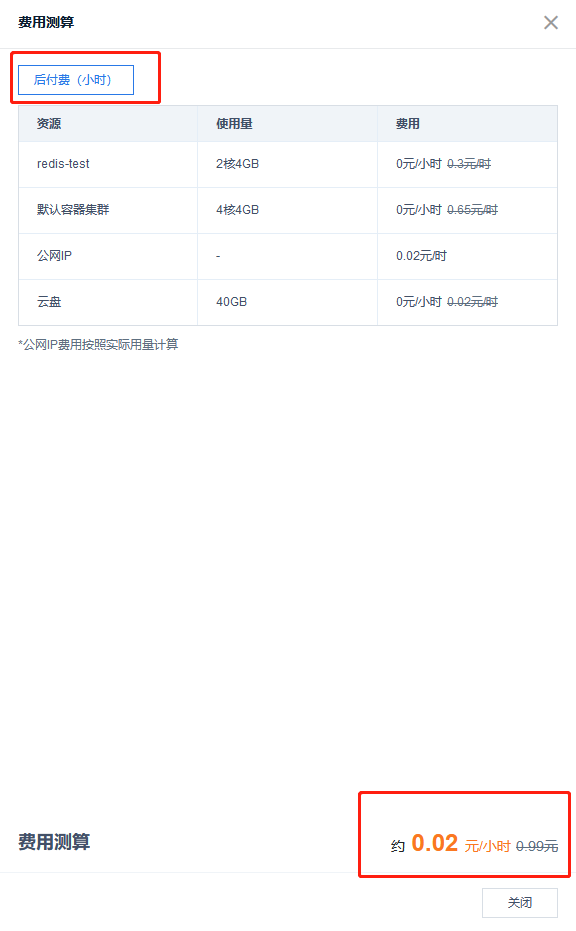 费用测算
后付费（小时）
资源 使用量 费用
redis-test 2核4GB 0元/小时 0.3元/时
默认容器集群 4核4GB 0元/小时 0.65元/时
公网IP - 0.02元/时
云盘 40GB 0元/小时 0.02元/时
*公网IP费用按照实际用量计算
费用测算 约 0.02 元/小时 0.99元
关闭